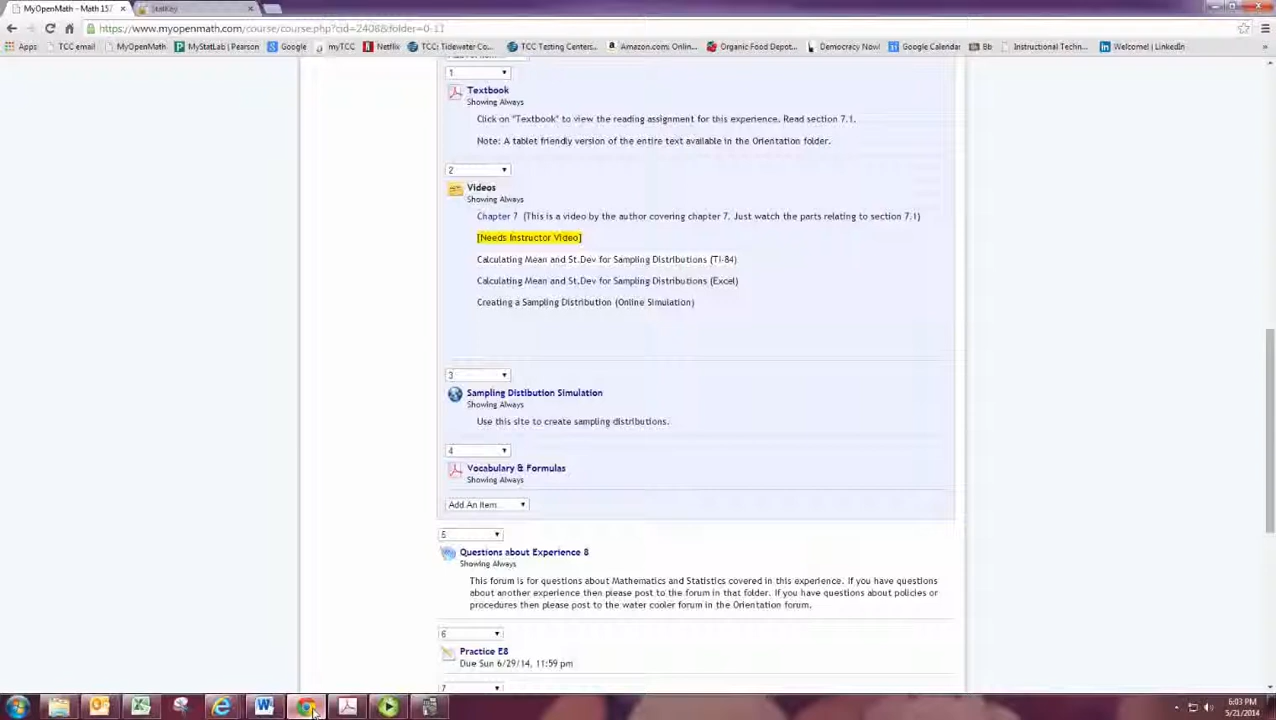 MyOpenMath - Math 157
StatKey
https://www.myopenmath.com/course/course.php?cid=2408&folder=0-11
Apps TCC email MyOpenMath MyStatLab | Pearson Google myTCC Netflix TCC: Tidewater Co... TCC Testing Centers... Amazon.com: Onlin... Organic Food Depot... Democracy Now! Google Calendar Bb Instructional Techn... Welcome! | LinkedIn
1
Textbook
Showing Always
Click on "Textbook" to view the reading assignment for this experience. Read section 7.1.
Note: A tablet friendly version of the entire text available in the Orientation folder.
2
Videos
Showing Always
Chapter 7 (This is a video by the author covering chapter 7. Just watch the parts relating to section 7.1)
[Needs Instructor Video]
Calculating Mean and St.Dev for Sampling Distributions (TI-84)
Calculating Mean and St.Dev for Sampling Distributions (Excel)
Creating a Sampling Distribution (Online Simulation)
3
Sampling Distibution Simulation
Showing Always
Use this site to create sampling distributions.
4
Vocabulary & Formulas
Showing Always
Add An Item...
5
Questions about Experience 8
Showing Always
This forum is for questions about Mathematics and Statistics covered in this experience. If you have questions
about another experience then please post to the forum in that folder. If you have questions about policies or
procedures then please post to the water cooler forum in the Orientation forum.
6
Practice E8
Due Sun 6/29/14, 11:59 pm
7
6:03 PM
5/21/2014